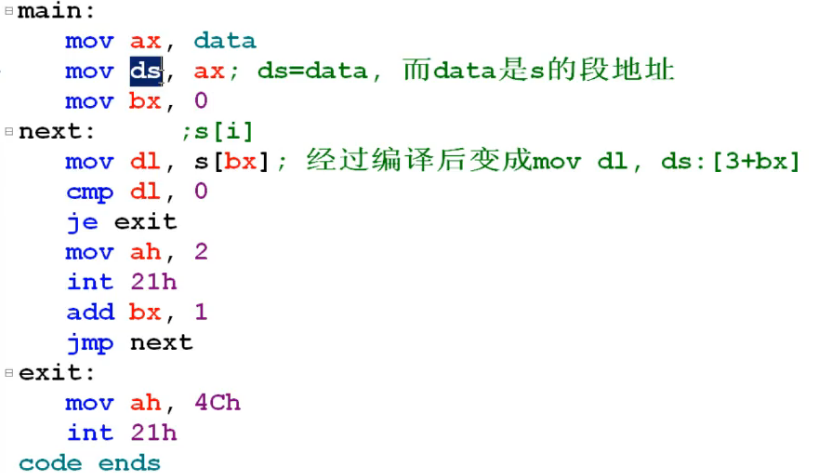 main:
mov ax, data
mov ds, ax; ds=data, 而data是s的段地址
mov bx, 0
next: ;s[i]
mov dl, s[bx]; 经过编译后变成mov dl, ds:[3+bx]
cmp dl, 0
je exit
mov ah, 2
int 21h
add bx, 1
jmp next
exit:
mov ah, 4Ch
int 21h
code ends